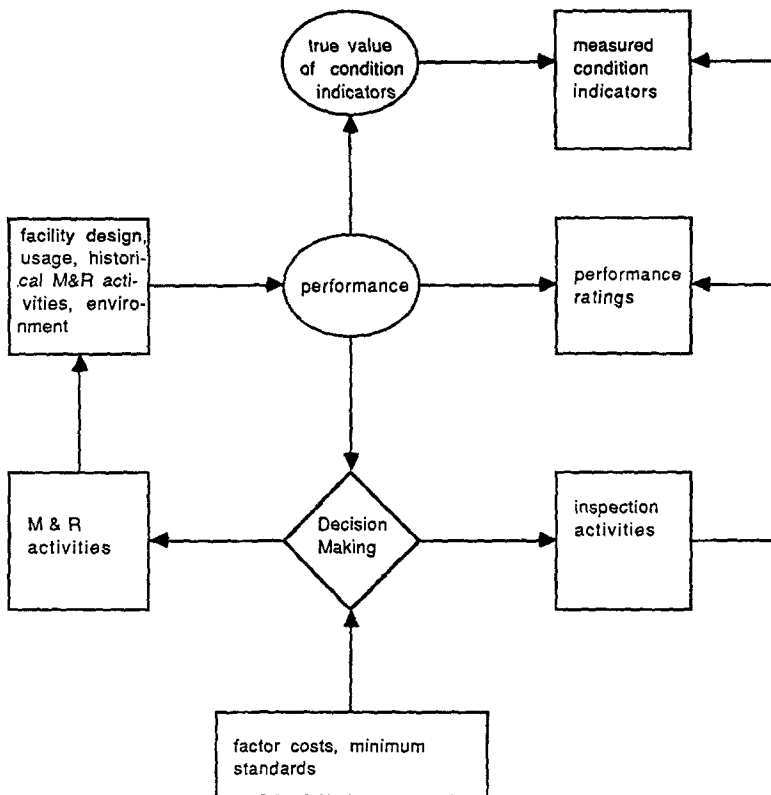 true value
of condition
indicators
measured
condition
indicators
facility design,
usage, histori-
cal M&R acti-
vities, environ-
nment
performance
performance
ratings
M & R
activities
Decision
Making
inspection
activities
factor costs, minimum
standards